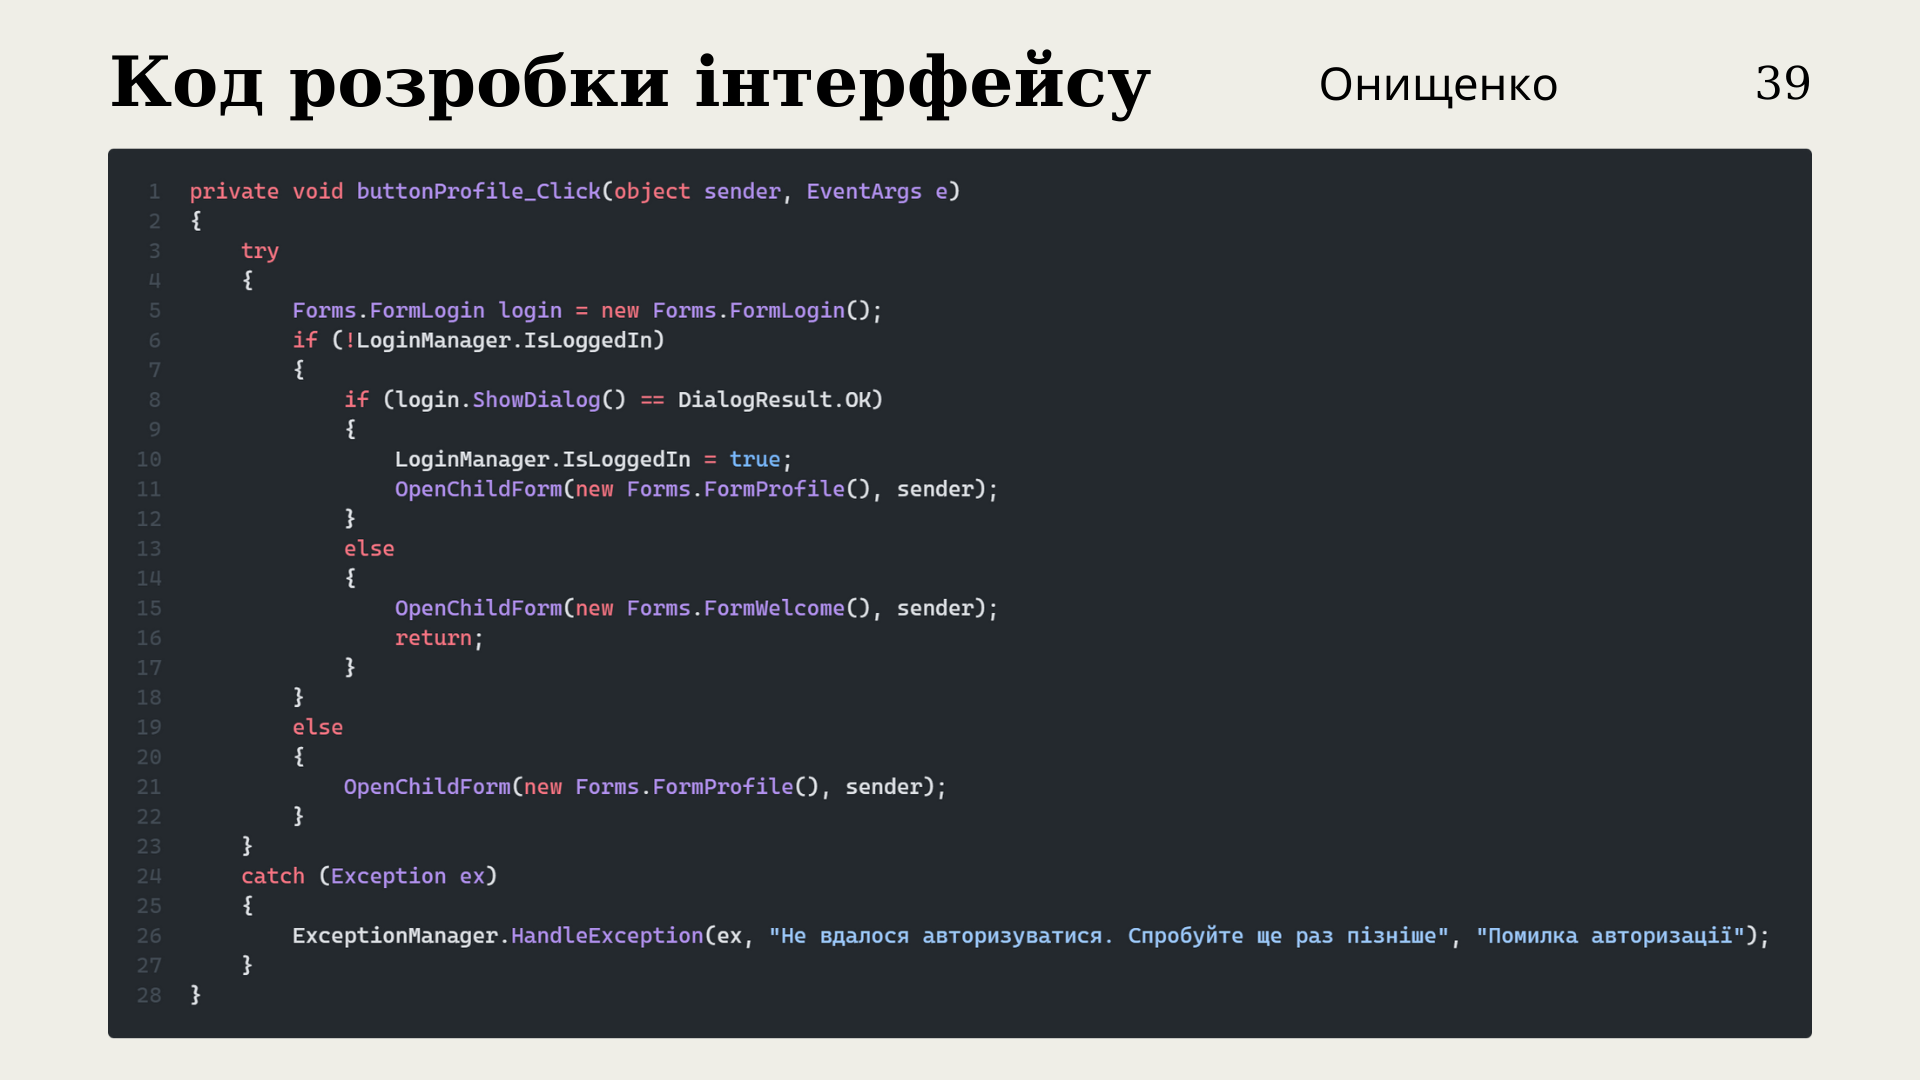 Код розробки інтерфейсу
Онищенко
39
1 private void buttonProfile_Click(object sender, EventArgs e)
2 {
3     try
4     {
5         Forms.FormLogin login = new Forms.FormLogin();
6         if (!LoginManager.IsLoggedIn)
7         {
8             if (login.ShowDialog() == DialogResult.OK)
9             {
10                 LoginManager.IsLoggedIn = true;
11                 OpenChildForm(new Forms.FormProfile(), sender);
12             }
13             else
14             {
15                 OpenChildForm(new Forms.FormWelcome(), sender);
16                 return;
17             }
18         }
19         else
20         {
21             OpenChildForm(new Forms.FormProfile(), sender);
22         }
23     }
24     catch (Exception ex)
25     {
26         ExceptionManager.HandleException(ex, "Не вдалося авторизуватися. Спробуйте ще раз пізніше", "Помилка авторизації");
27     }
28 }